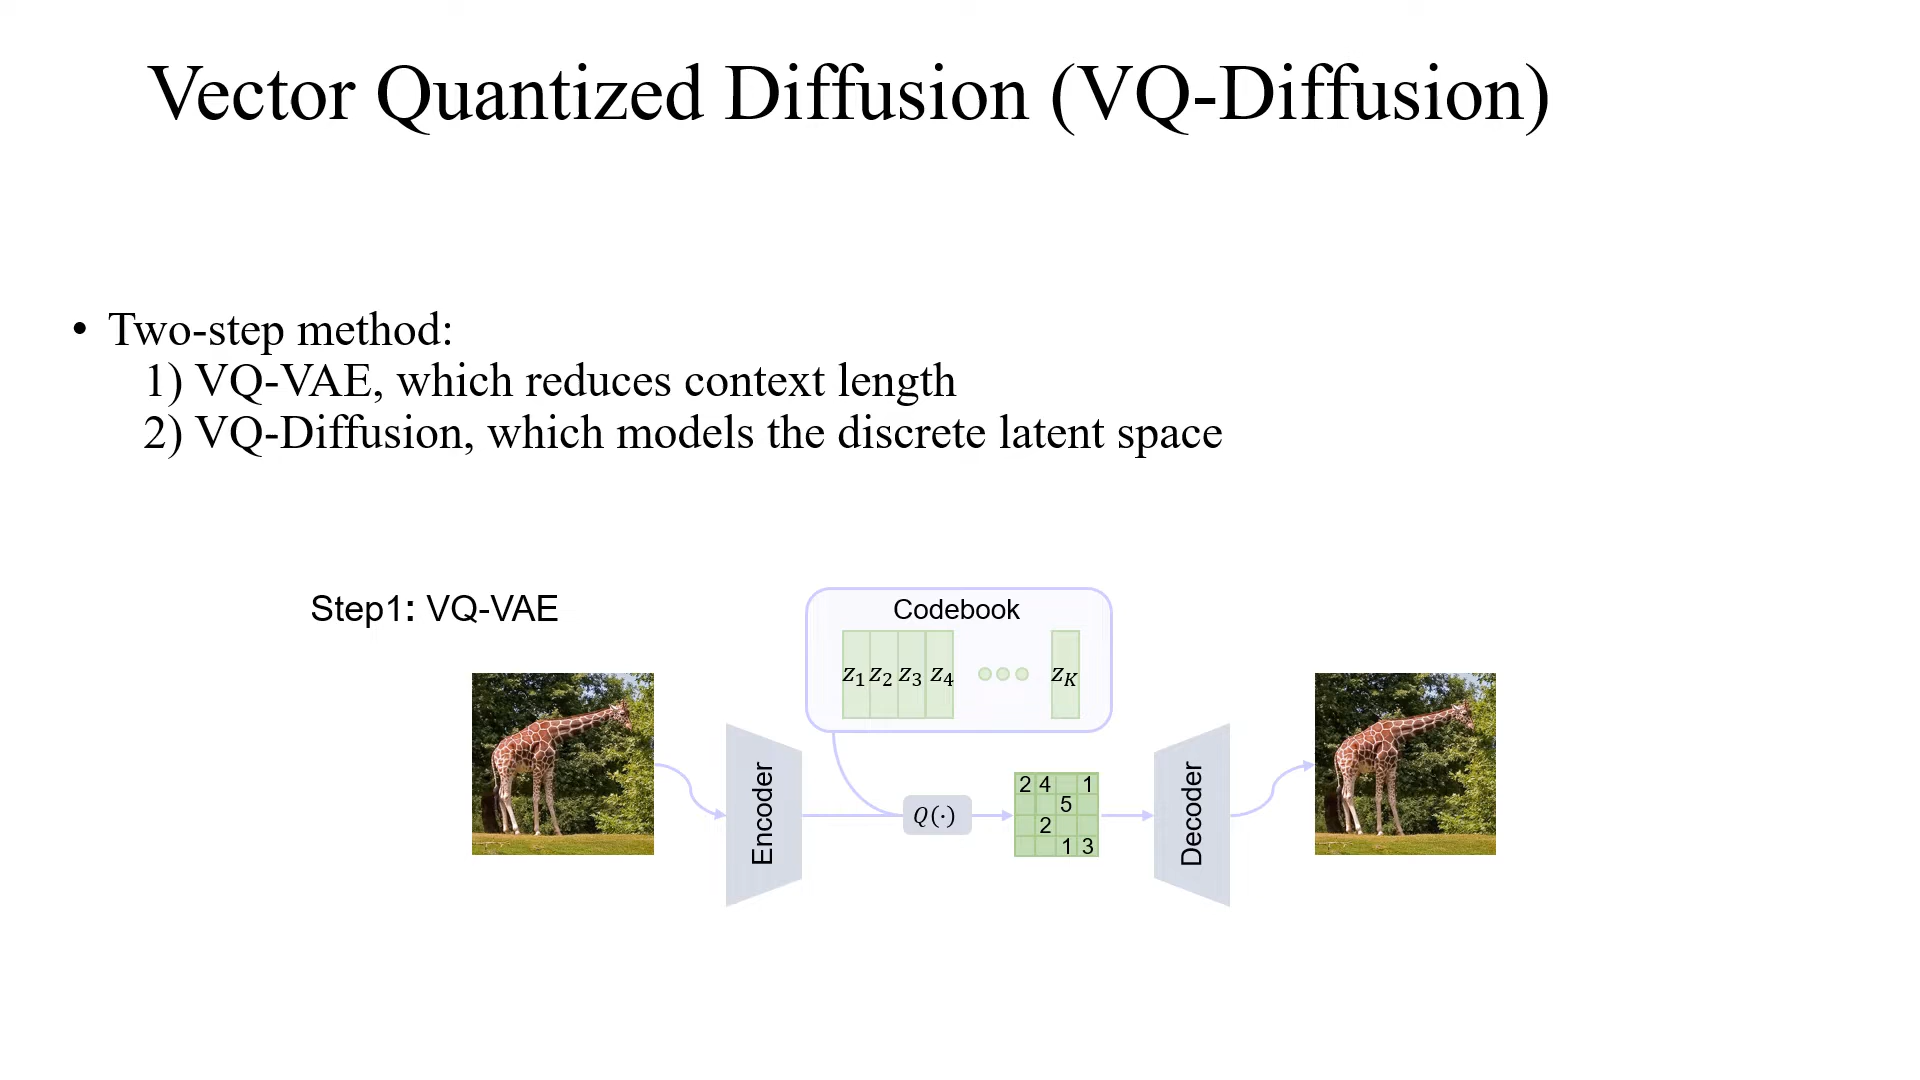 Vector Quantized Diffusion (VQ-Diffusion)
• Two-step method:
1) VQ-VAE, which reduces context length
2) VQ-Diffusion, which models the discrete latent space
Step1: VQ-VAE
Codebook
z₁ z₂ z₃ z₄ z_K
Encoder
Q(·)
2 4 1
5
2
1 3
Decoder